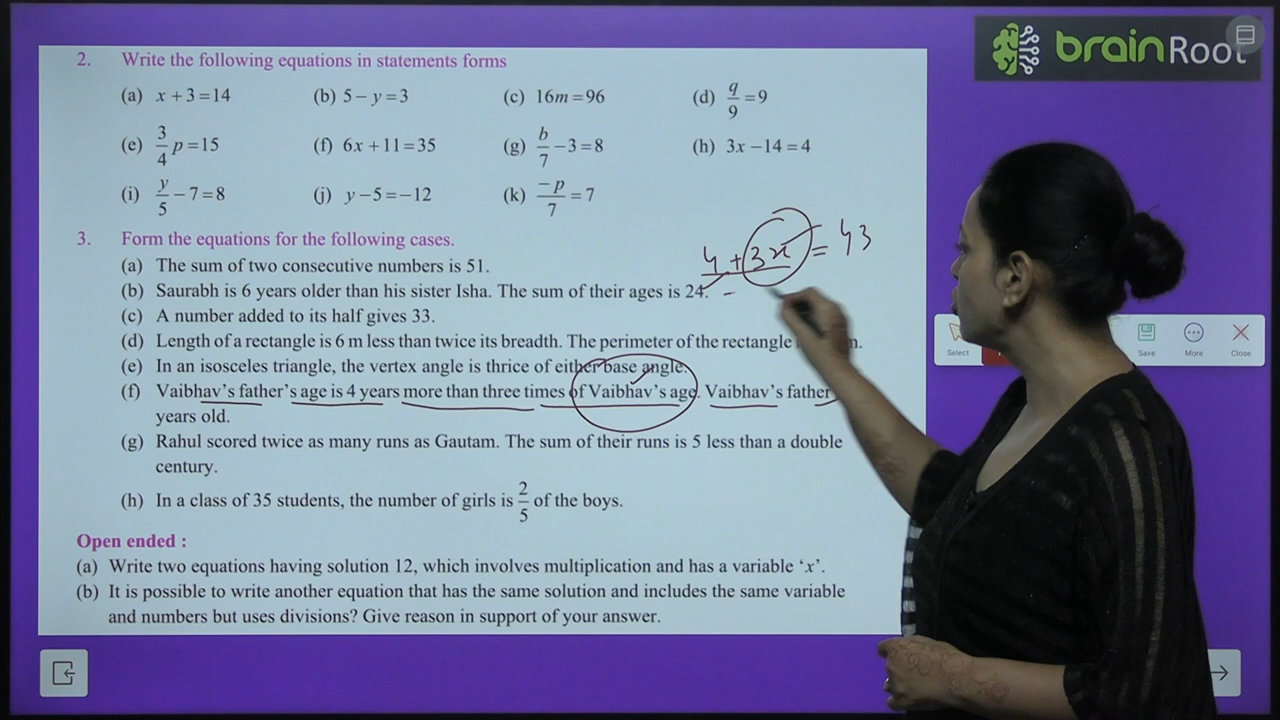 brainRoot
2. Write the following equations in statements forms
(a) x + 3 = 14 (b) 5 − y = 3 (c) 16m = 96 (d) q/9 = 9
(e) 3/4 p = 15 (f) 6x + 11 = 35 (g) b/7 − 3 = 8 (h) 3x − 14 = 4
(i) y/5 − 7 = 8 (j) y − 5 = −12 (k) −p/7 = 7
3. Form the equations for the following cases.
4 + 3x = 43
(a) The sum of two consecutive numbers is 51.
(b) Saurabh is 6 years older than his sister Isha. The sum of their ages is 24.
(c) A number added to its half gives 33.
(d) Length of a rectangle is 6 m less than twice its breadth. The perimeter of the rectangle m.
(e) In an isosceles triangle, the vertex angle is thrice of either base angle.
(f) Vaibhav's father's age is 4 years more than three times of Vaibhav's age. Vaibhav's father
years old.
(g) Rahul scored twice as many runs as Gautam. The sum of their runs is 5 less than a double
century.
(h) In a class of 35 students, the number of girls is 2/5 of the boys.
Select Save More Close
Open ended :
(a) Write two equations having solution 12, which involves multiplication and has a variable ‘x’.
(b) It is possible to write another equation that has the same solution and includes the same variable
and numbers but uses divisions? Give reason in support of your answer.